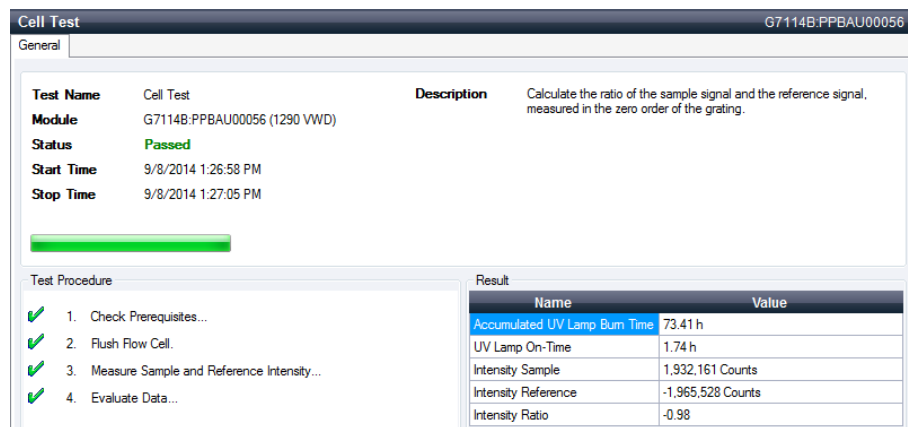 Cell Test G7114B:PPBAU00056
General
Test Name Cell Test Description Calculate the ratio of the sample signal and the reference signal,
measured in the zero order of the grating.
Module G7114B:PPBAU00056 (1290 VWD)
Status Passed
Start Time 9/8/2014 1:26:58 PM
Stop Time 9/8/2014 1:27:05 PM
Test Procedure
1. Check Prerequisites...
2. Flush Flow Cell.
3. Measure Sample and Reference Intensity...
4. Evaluate Data...
Result
Name Value
Accumulated UV Lamp Burn Time 73.41 h
UV Lamp On-Time 1.74 h
Intensity Sample 1,932,161 Counts
Intensity Reference -1,965,528 Counts
Intensity Ratio -0.98